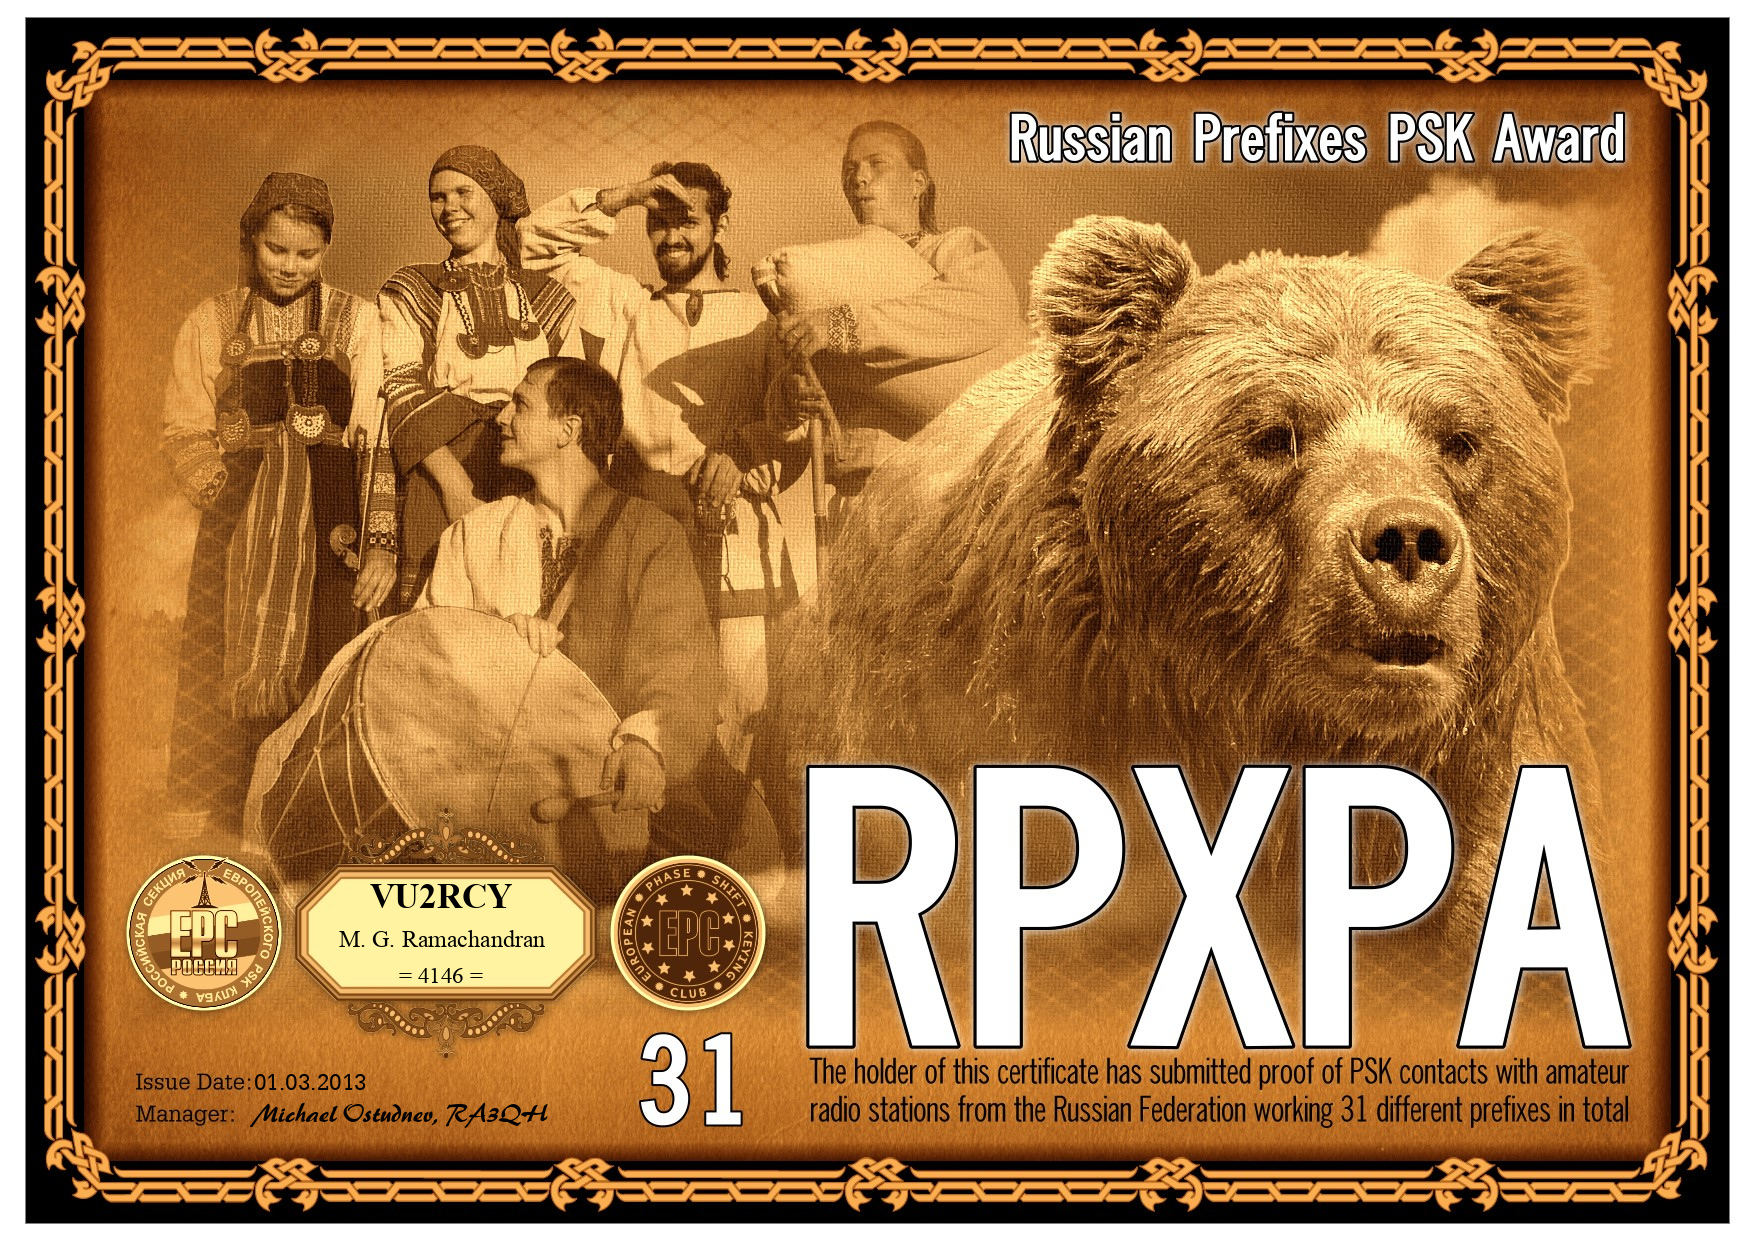 Russian Prefixes PSK Award
RPXPA
РОССИЙСКАЯ СЕКЦИЯ ЕВРОПЕЙСКОГО PSK КЛУБА
EPC
РОССИЯ
VU2RCY
M. G. Ramachandran
= 4146 =
EUROPEAN PHASE SHIFT KEYING CLUB
EPC
31
The holder of this certificate has submitted proof of PSK contacts with amateur
radio stations from the Russian Federation working 31 different prefixes in total
Issue Date: 01.03.2013
Manager: Michael Ostudnev, RA3QH